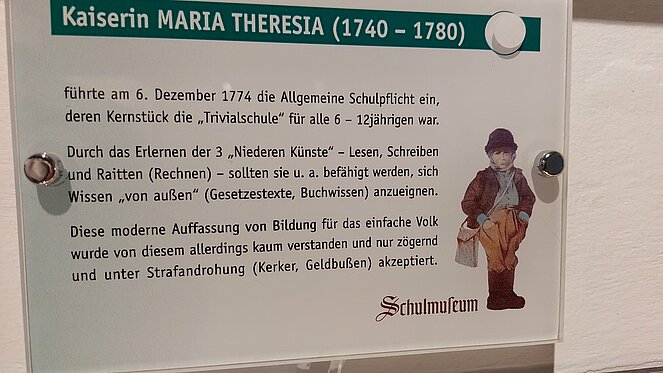 Kaiserin MARIA THERESIA (1740 – 1780)
führte am 6. Dezember 1774 die Allgemeine Schulpflicht ein,
deren Kernstück die „Trivialschule“ für alle 6 – 12jährigen war.
Durch das Erlernen der 3 „Niederen Künste“ – Lesen, Schreiben
und Raitten (Rechnen) – sollten sie u. a. befähigt werden, sich
Wissen „von außen“ (Gesetzestexte, Buchwissen) anzueignen.
Diese moderne Auffassung von Bildung für das einfache Volk
wurde von diesem allerdings kaum verstanden und nur zögernd
und unter Strafandrohung (Kerker, Geldbußen) akzeptiert.
Schulmuſeum